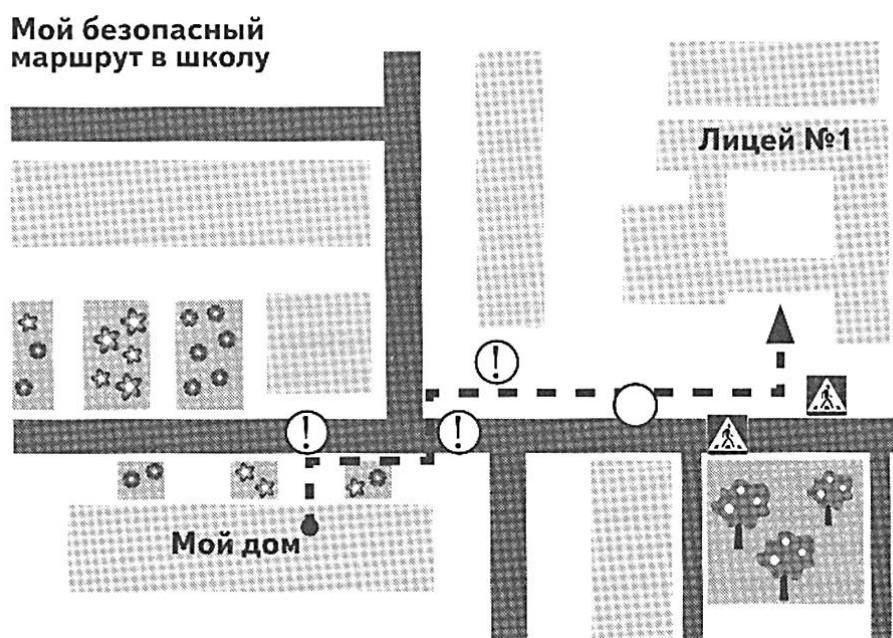 Мой безопасный
маршрут в школу
Лицей №1
!
!
!
Мой дом